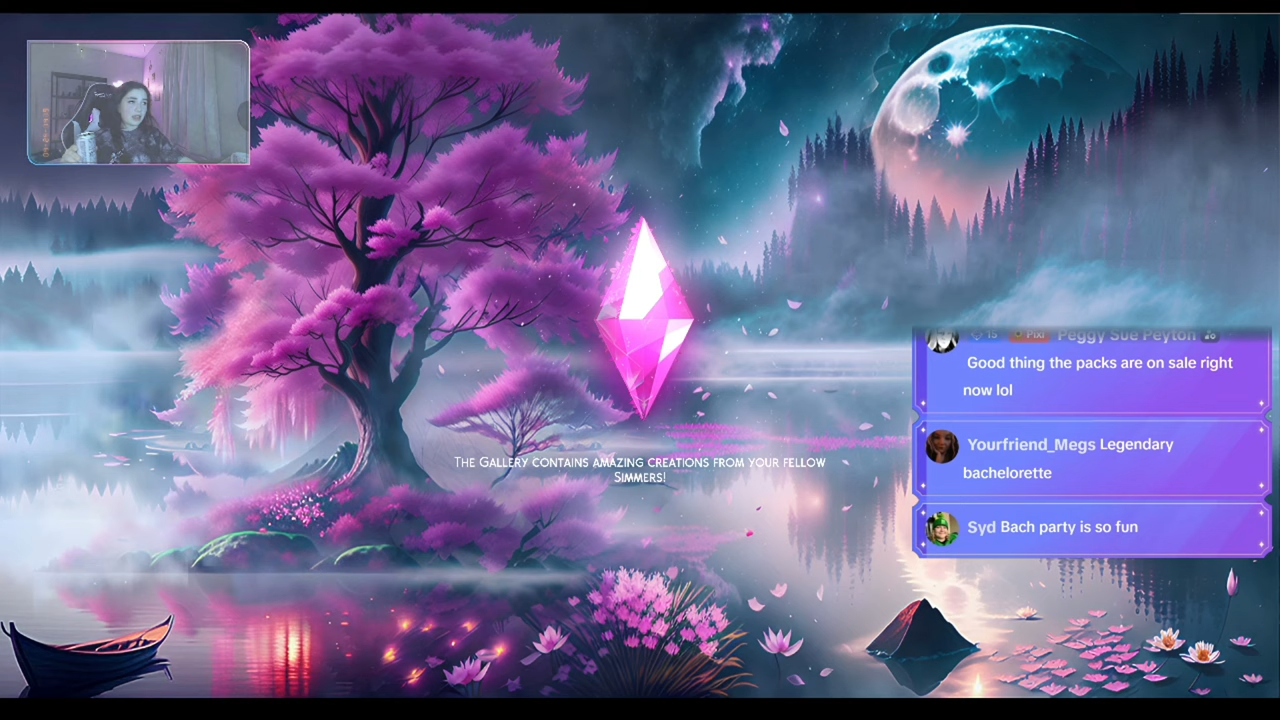 THE GALLERY CONTAINS AMAZING CREATIONS FROM YOUR FELLOW
SIMMERS!
Peggy Sue Peyton
Good thing the packs are on sale right
now lol
Yourfriend_Megs Legendary
bachelorette
Syd Bach party is so fun